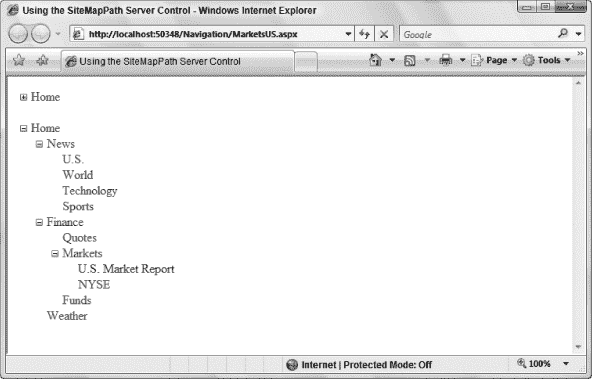 Using the SiteMapPath Server Control - Windows Internet Explorer
http://localhost:50348/Navigation/MarketsUS.aspx
Google
Using the SiteMapPath Server Control
Page
Tools
Home
Home
News
U.S.
World
Technology
Sports
Finance
Quotes
Markets
U.S. Market Report
NYSE
Funds
Weather
Internet | Protected Mode: Off
100%